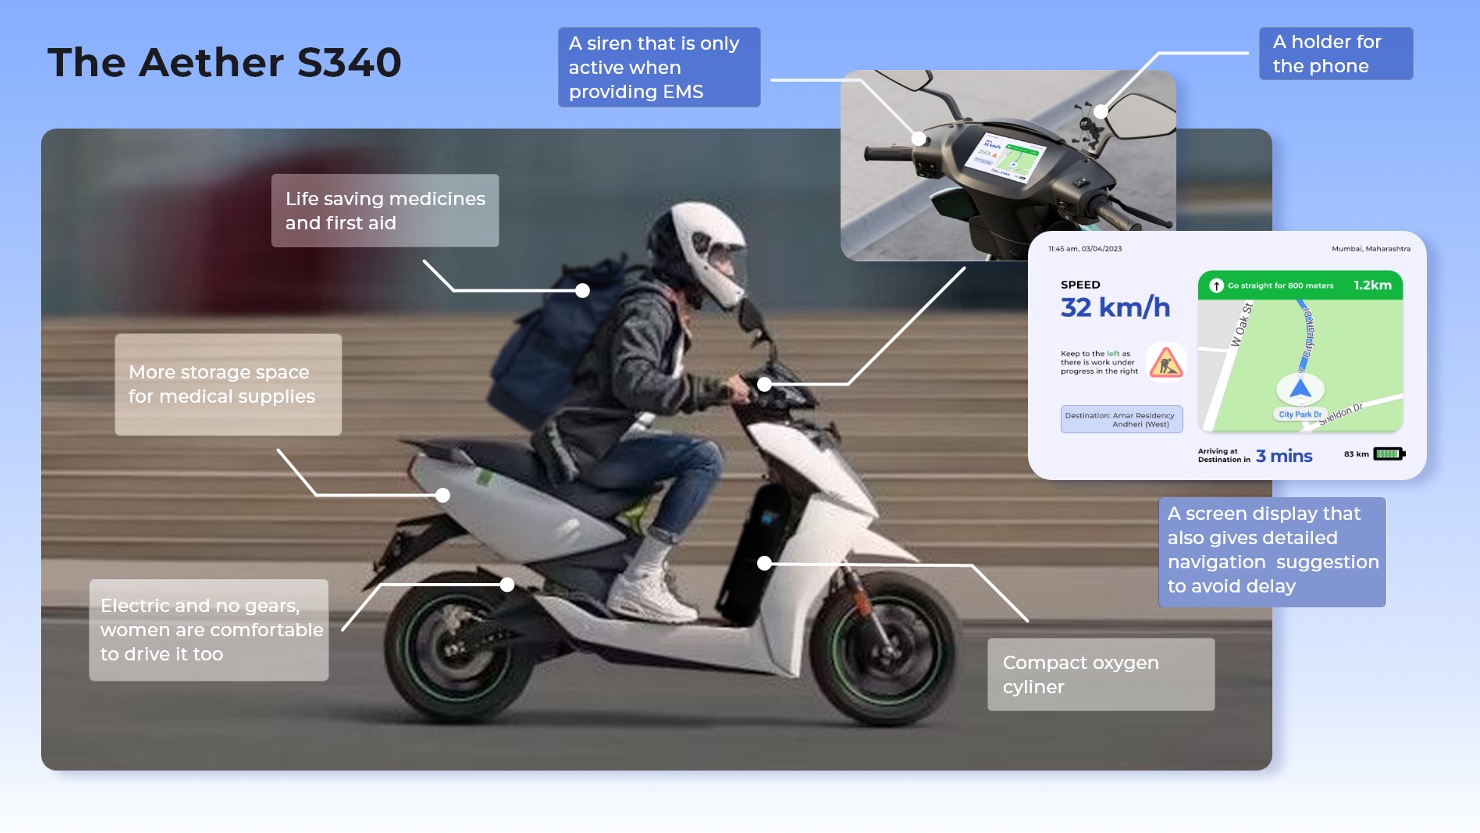 The Aether S340
A siren that is only
active when
providing EMS
A holder for
the phone
Life saving medicines
and first aid
More storage space
for medical supplies
Electric and no gears,
women are comfortable
to drive it too
32 km/h
11:45 am, 03/04/2023
Mumbai, Maharashtra
SPEED
32 km/h
Keep to the left as
there is work under
progress in the right
Destination: Amar Residency
Andheri (West)
Go straight for 800 meters
1.2km
W Oak St
City Park Dr
Sheldon Dr
Arriving at
Destination in
3 mins
83 km
A screen display that
also gives detailed
navigation  suggestion
to avoid delay
Compact oxygen
cyliner